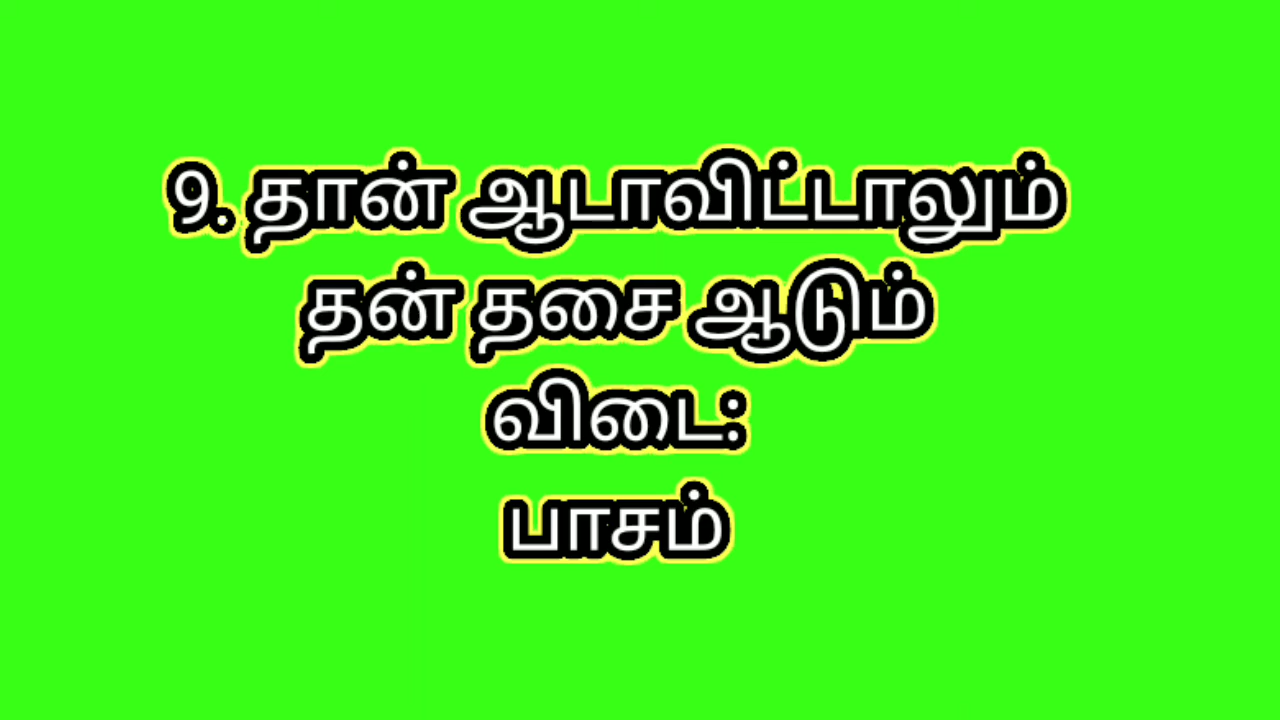 9. தான் ஆடாவிட்டாலும்
தன் தசை ஆடும்
விடை:
பாசம்